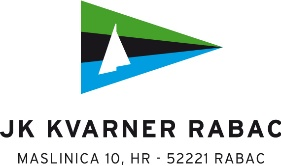 JK KVARNER RABAC
MASLINICA 10, HR - 52221 RABAC